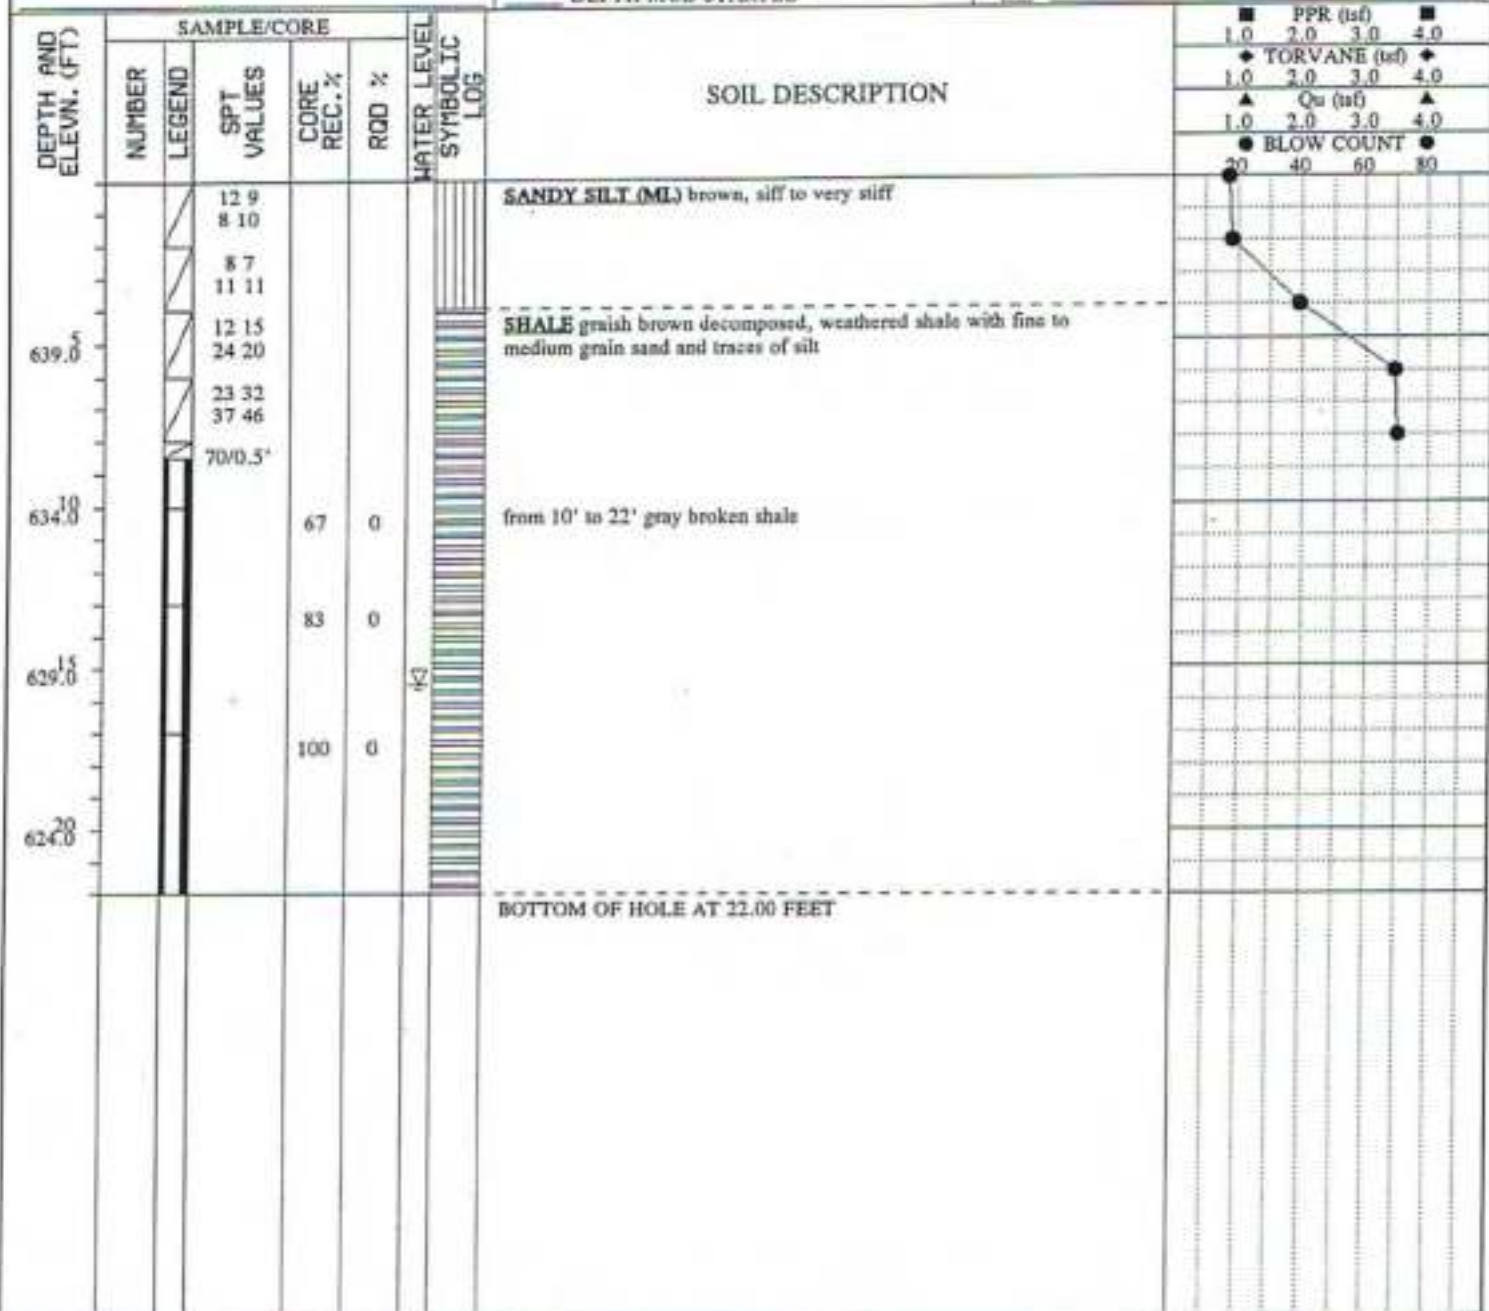 SAMPLE/CORE
DEPTH AND ELEVN. (FT)
NUMBER
LEGEND
SPT VALUES
CORE REC.%
RQD %
WATER LEVEL
SYMBOLIC LOG
SOIL DESCRIPTION
PPR (tsf)
1.0 2.0 3.0 4.0
TORVANE (tsf)
1.0 2.0 3.0 4.0
Qu (tsf)
1.0 2.0 3.0 4.0
BLOW COUNT
20 40 60 80
12 9
8 10
SANDY SILT (ML) brown, siff to very stiff
8 7
11 11
12 15
24 20
SHALE graish brown decomposed, weathered shale with fine to
medium grain sand and traces of silt
5
639.0
23 32
37 46
70/0.5'
10
634.0
67 0
from 10' to 22' gray broken shale
83 0
15
629.0
100 0
20
624.0
BOTTOM OF HOLE AT 22.00 FEET